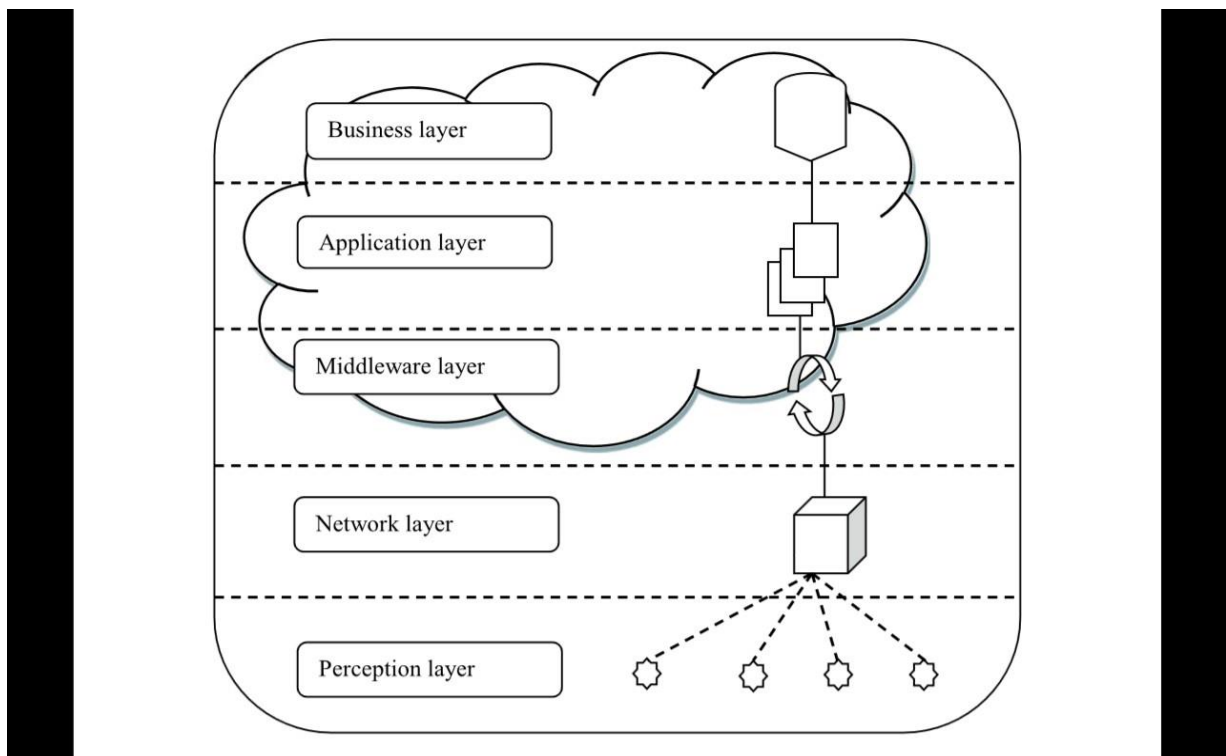 Business layer
Application layer
Middleware layer
Network layer
Perception layer